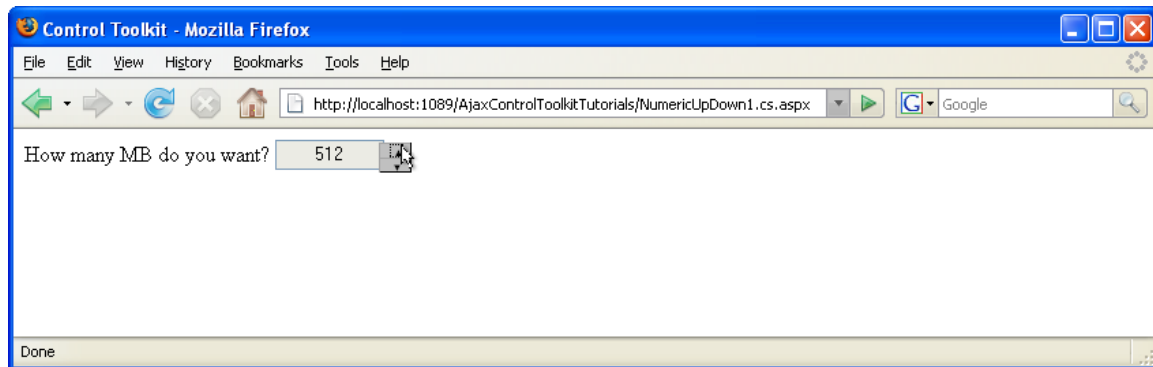 Control Toolkit - Mozilla Firefox
File Edit View History Bookmarks Tools Help
http://localhost:1089/AjaxControlToolkitTutorials/NumericUpDown1.cs.aspx G Google
How many MB do you want? 512
Done